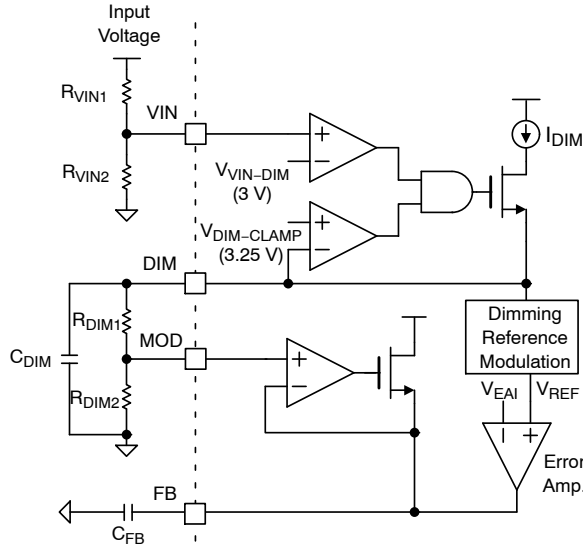 Input
Voltage
RVIN1
VIN
RVIN2
VVIN–DIM
(3 V)
IDIM
VDIM–CLAMP
(3.25 V)
DIM
RDIM1
MOD
CDIM
RDIM2
Dimming
Reference
Modulation
VEAI
VREF
Error
Amp.
FB
CFB